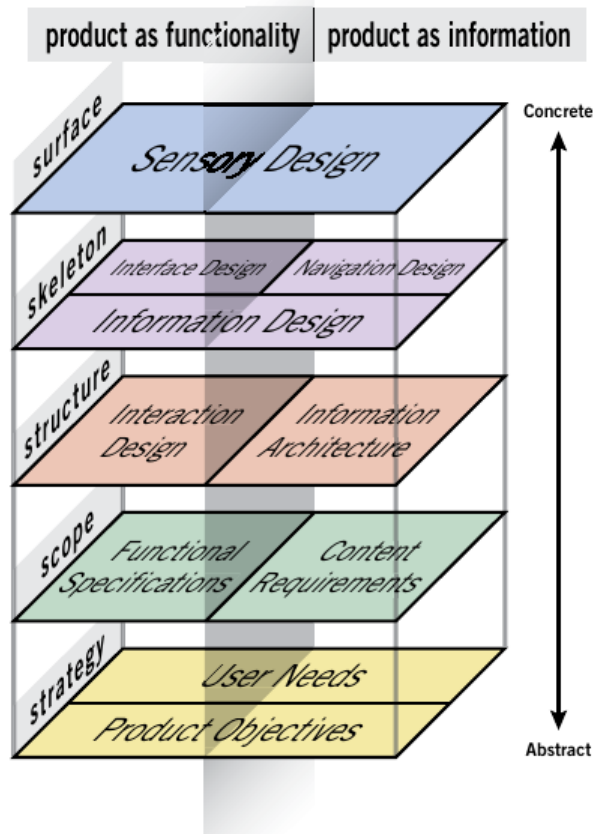 product as functionality
product as information
Concrete
surface
Sensory Design
skeleton
Interface Design
Navigation Design
Information Design
structure
Interaction
Design
Information
Architecture
scope
Functional
Specifications
Content
Requirements
strategy
User Needs
Product Objectives
Abstract